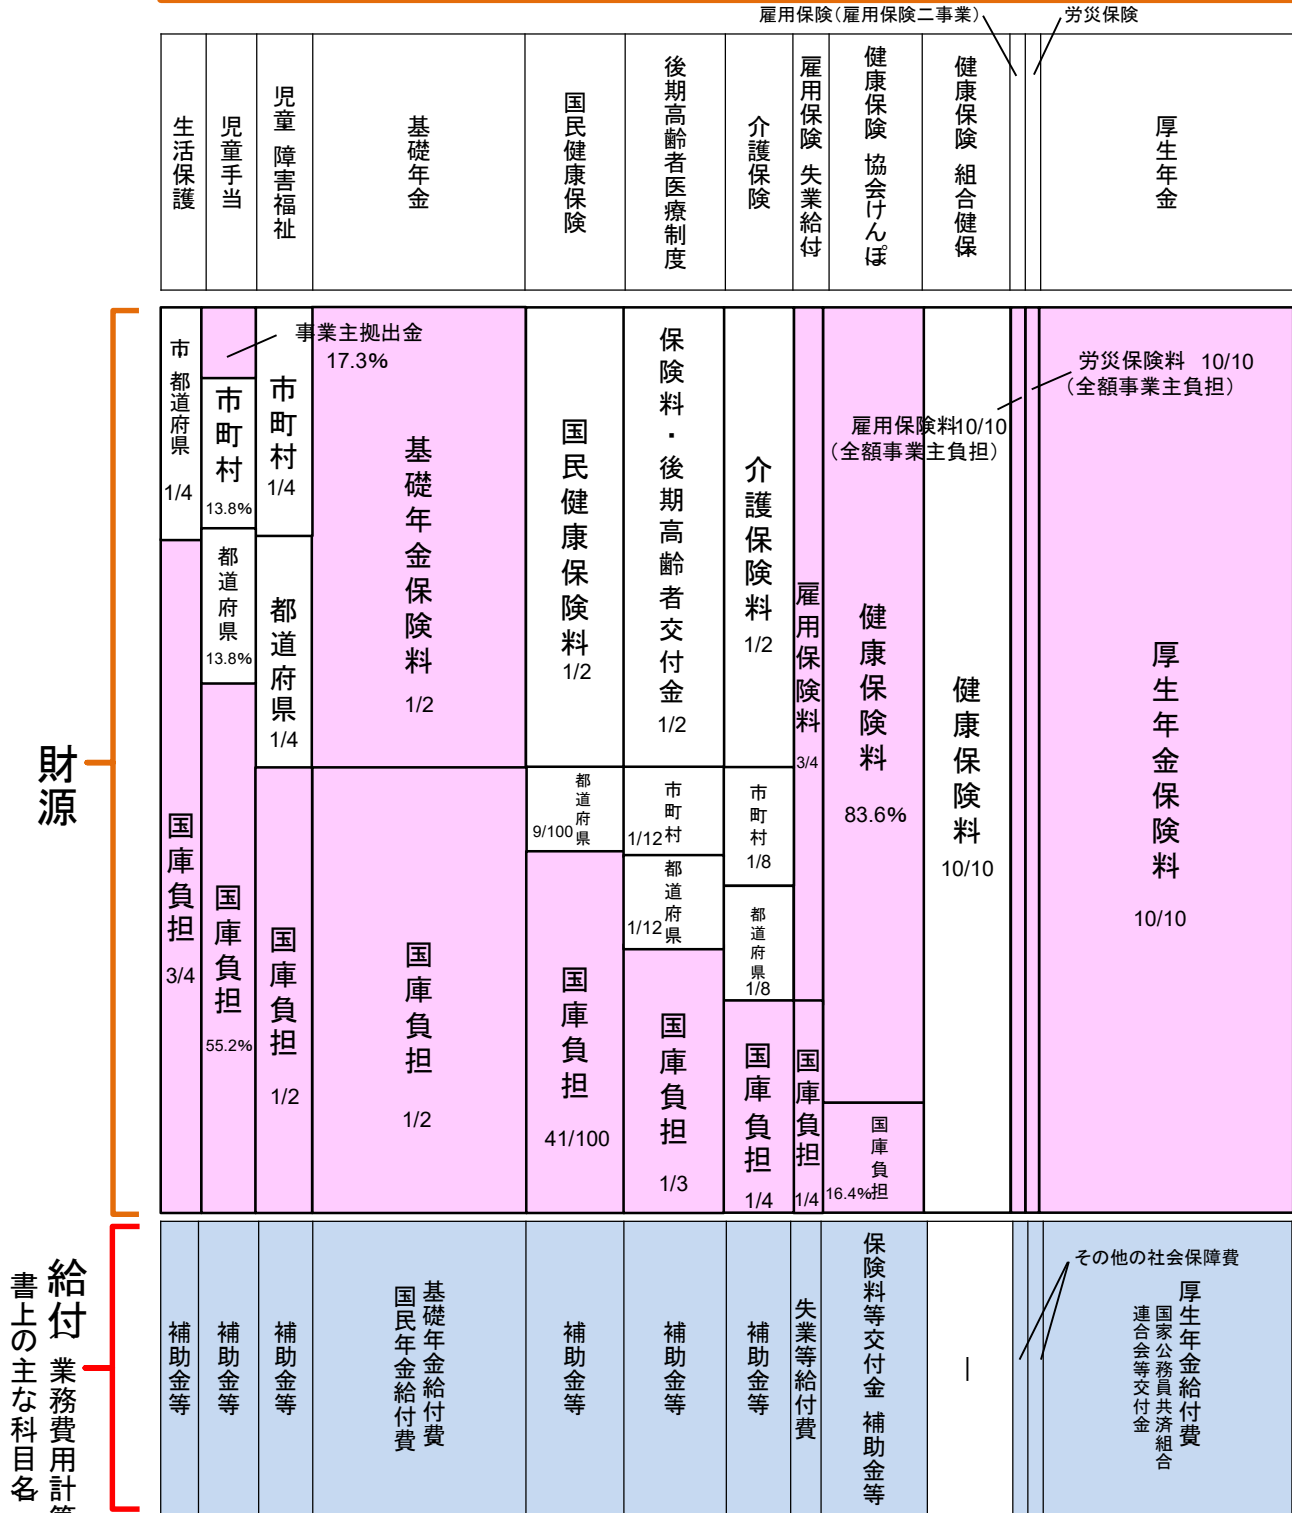 雇用保険(雇用保険二事業)
労災保険
生活保護
児童手当
児童 障害福祉
基礎年金
国民健康保険
後期高齢者医療制度
介護保険
雇用保険 失業給付
健康保険 協会けんぽ
健康保険 組合健保
厚生年金
財源
市 都道府県
1/4
国庫負担
3/4
事業主拠出金
17.3%
市町村
13.8%
都道府県
13.8%
国庫負担
55.2%
市町村
1/4
都道府県
1/4
国庫負担
1/2
基礎年金保険料
1/2
国庫負担
1/2
国民健康保険料
1/2
都道府県
9/100
国庫負担
41/100
保険料・後期高齢者交付金
1/2
市町村
1/12
都道府県
1/12
国庫負担
1/3
介護保険料
1/2
市町村
1/8
都道府県
1/8
国庫負担
1/4
雇用保険料
3/4
国庫負担
1/4
健康保険料
83.6%
国庫負担
16.4%
健康保険料
10/10
雇用保険料10/10
(全額事業主負担)
労災保険料 10/10
(全額事業主負担)
厚生年金保険料
10/10
給付 業務費用計算
書上の主な科目名
補助金等
補助金等
補助金等
基礎年金給付費
国民年金給付費
補助金等
補助金等
補助金等
失業等給付費
保険料等交付金 補助金等
―
その他の社会保障費
厚生年金給付費
国家公務員共済組合
連合会等交付金